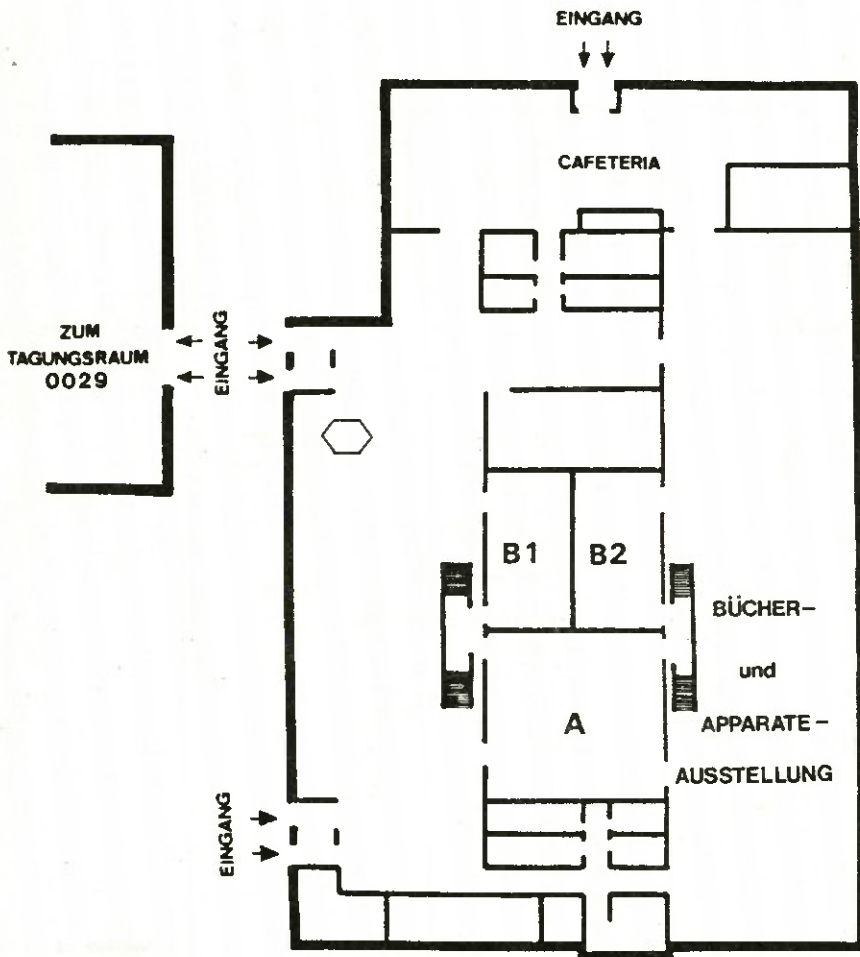 EINGANG
CAFETERIA
ZUM
TAGUNGSRAUM
0029
EINGANG
B1
B2
BÜCHER-
und
APPARATE-
AUSSTELLUNG
A
EINGANG